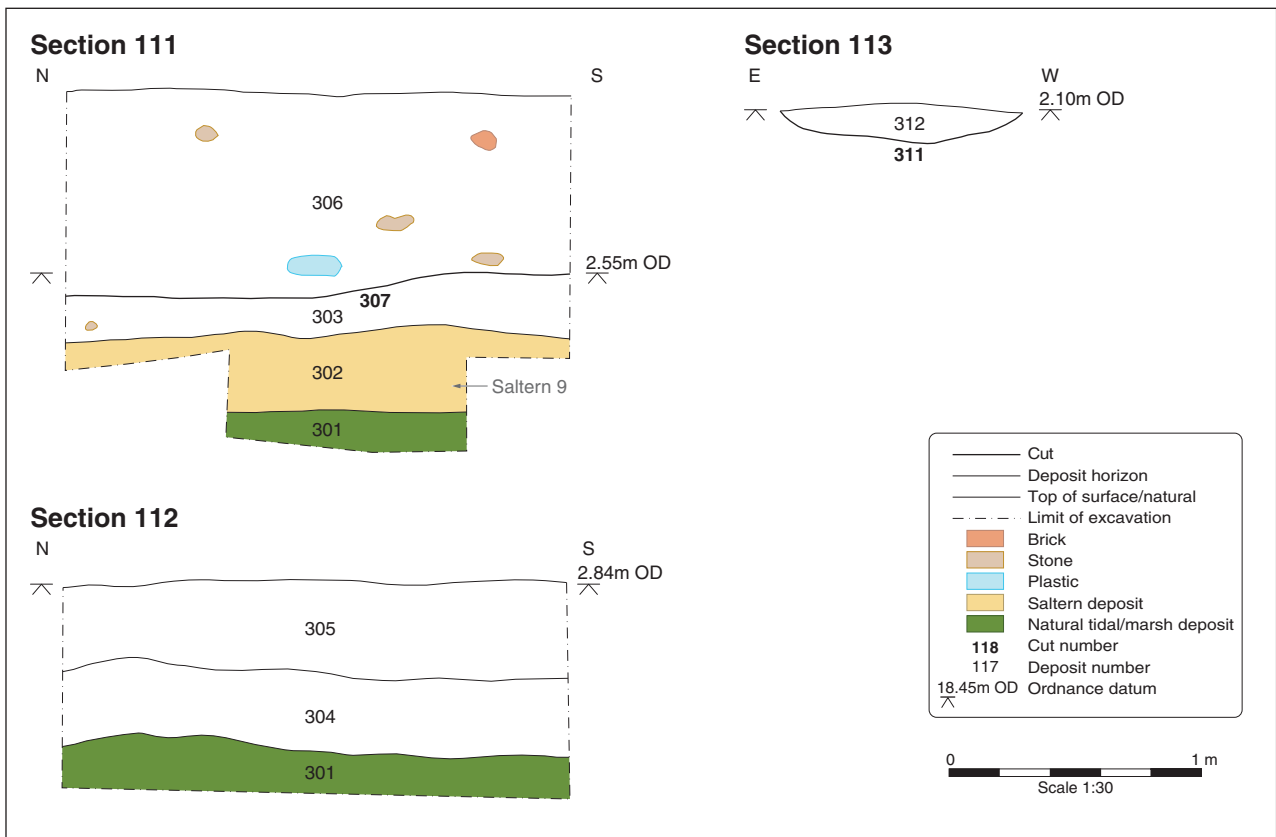 Section 111
N
S
306
2.55m OD
307
303
302
Saltern 9
301
Section 112
N
S
2.84m OD
305
304
301
Section 113
E
W
2.10m OD
312
311
Cut
Deposit horizon
Top of surface/natural
Limit of excavation
Brick
Stone
Plastic
Saltern deposit
Natural tidal/marsh deposit
118 Cut number
117 Deposit number
18.45m OD Ordnance datum
0 1 m
Scale 1:30